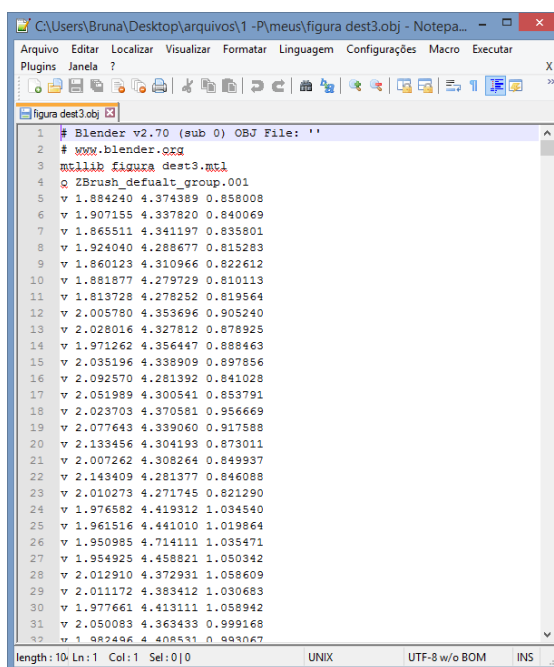 C:\Users\Bruna\Desktop\arquivos\1 -P\meus\figura dest3.obj - Notepa...
Arquivo Editar Localizar Visualizar Formatar Linguagem Configurações Macro Executar
Plugins Janela ? X
figura dest3.obj
1 # Blender v2.70 (sub 0) OBJ File: ''
2 # www.blender.org
3 mtllib figura dest3.mtl
4 o ZBrush_defualt_group.001
5 v 1.884240 4.374389 0.858008
6 v 1.907155 4.337820 0.840069
7 v 1.865511 4.341197 0.835801
8 v 1.924040 4.288677 0.815283
9 v 1.860123 4.310966 0.822612
10 v 1.881877 4.279729 0.810113
11 v 1.813728 4.278252 0.819564
12 v 2.005780 4.353696 0.905240
13 v 2.028016 4.327812 0.878925
14 v 1.971262 4.356447 0.888463
15 v 2.035196 4.338909 0.897856
16 v 2.092570 4.281392 0.841028
17 v 2.051989 4.300541 0.853791
18 v 2.023703 4.370581 0.956669
19 v 2.077643 4.339060 0.917588
20 v 2.133456 4.304193 0.873011
21 v 2.007262 4.308264 0.849937
22 v 2.143409 4.281377 0.846088
23 v 2.010273 4.271745 0.821290
24 v 1.976582 4.419312 1.034540
25 v 1.961516 4.441010 1.019864
26 v 1.950985 4.714111 1.035471
27 v 1.954925 4.458821 1.050342
28 v 2.012910 4.372931 1.058609
29 v 2.011172 4.383412 1.030683
30 v 1.977661 4.413111 1.058942
31 v 2.050083 4.363433 0.999168
32 v 1.982496 4.408531 0.993067
length : 10 Ln : 1 Col : 1 Sel : 0 | 0 UNIX UTF-8 w/o BOM INS